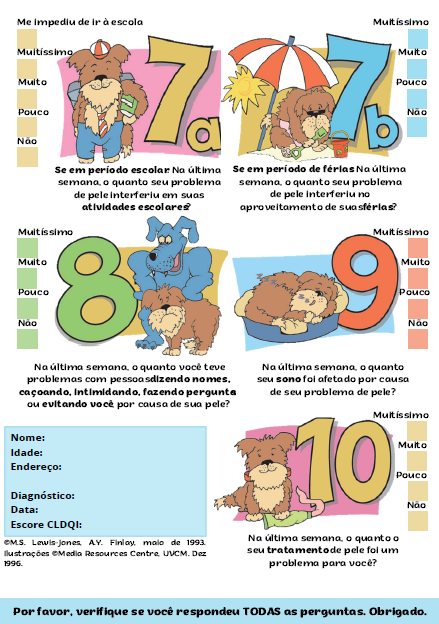 Me impediu de ir à escola
Muitíssimo
Muito
Pouco
Não
7a
Se em período escolar: Na última
semana, o quanto seu problema
de pele interferiu em suas
atividades escolares?
Muitíssimo
Muito
Pouco
Não
7b
Se em período de férias: Na última
semana, o quanto seu problema
de pele interferiu no
aproveitamento de suas férias?
Muitíssimo
Muito
Pouco
Não
8
Na última semana, o quanto você teve
problemas com pessoas dizendo nomes,
caçoando, intimidando, fazendo pergunta
ou evitando você por causa de sua pele?
Muitíssimo
Muito
Pouco
Não
9
Na última semana, o quanto
seu sono foi afetado por causa
de seu problema de pele?
Muitíssimo
Muito
Pouco
Não
10
Na última semana, o quanto o
seu tratamento de pele foi um
problema para você?
Nome:
Idade:
Endereço:
Diagnóstico:
Data:
Escore CLDQI:
©M.S. Lewis-Jones, A.Y. Finlay, maio de 1993.
Ilustrações ©Media Resources Centre, UVCM. Dez
1996.
Por favor, verifique se você respondeu TODAS as perguntas. Obrigado.